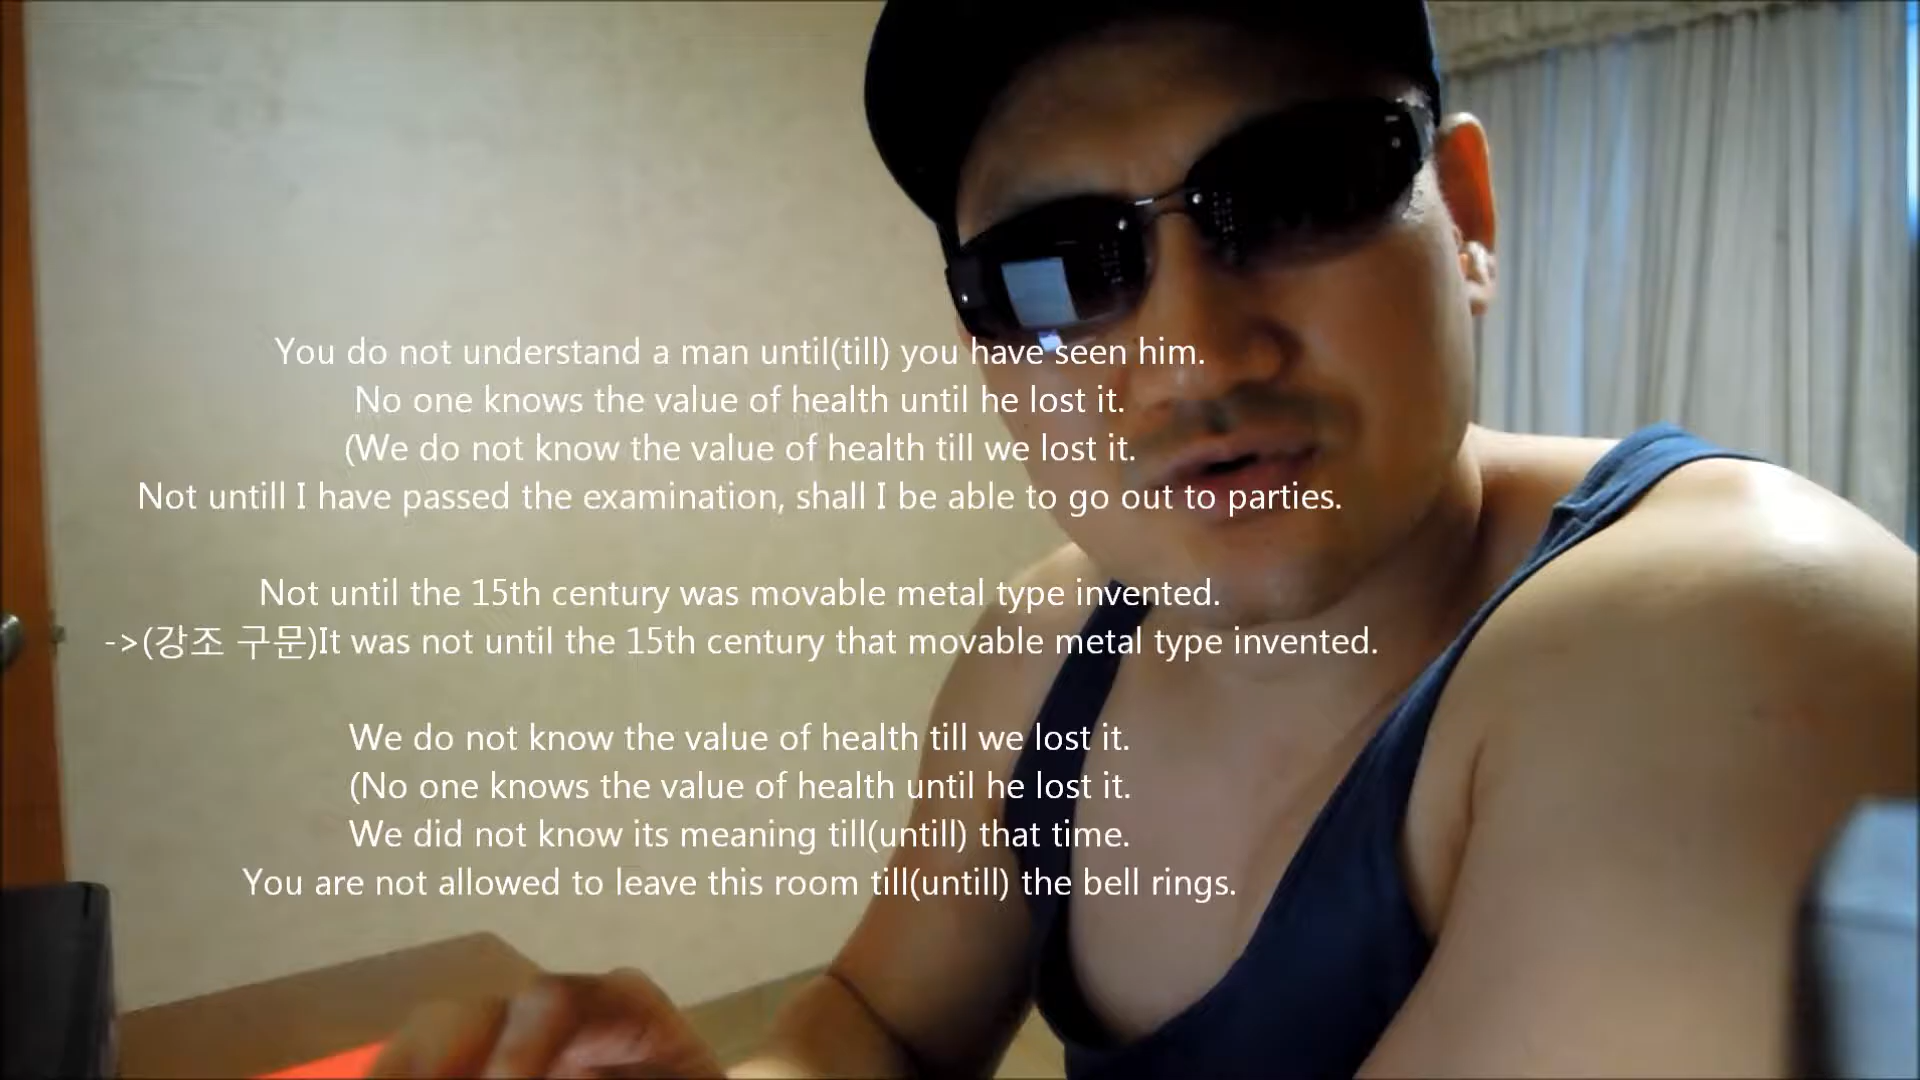 You do not understand a man until(till) you have seen him.
No one knows the value of health until he lost it.
(We do not know the value of health till we lost it.
Not untill I have passed the examination, shall I be able to go out to parties.
Not until the 15th century was movable metal type invented.
->(강조 구문)It was not until the 15th century that movable metal type invented.
We do not know the value of health till we lost it.
(No one knows the value of health until he lost it.
We did not know its meaning till(untill) that time.
You are not allowed to leave this room till(untill) the bell rings.